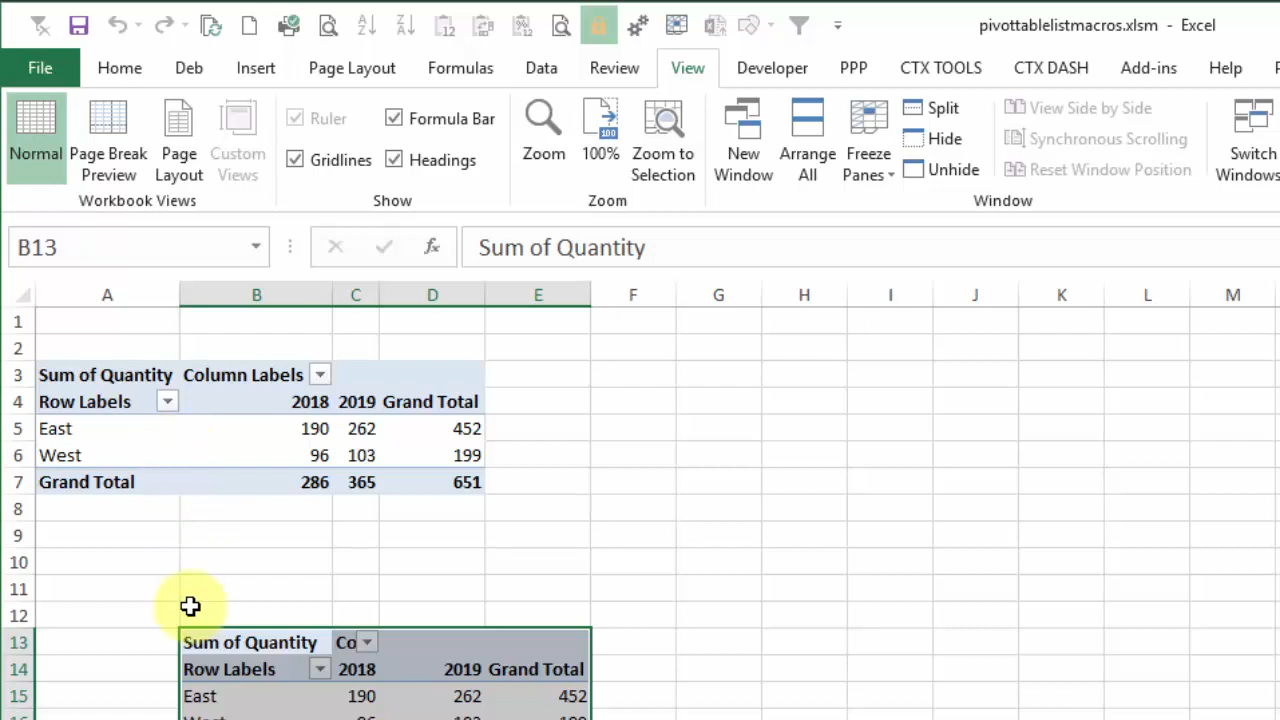 pivottablelistmacros.xlsm - Excel
File Home Deb Insert Page Layout Formulas Data Review View Developer PPP CTX TOOLS CTX DASH Add-ins Help
Normal Page Break Preview Page Layout Custom Views
Workbook Views
Ruler Formula Bar
Gridlines Headings
Show
Zoom 100% Zoom to Selection
Zoom
New Window Arrange All Freeze Panes
Split View Side by Side
Hide Synchronous Scrolling
Unhide Reset Window Position
Switch Windows
Window
B13 fx Sum of Quantity
A B C D E F G H I J K L M
1
2
3 Sum of Quantity Column Labels
4 Row Labels 2018 2019 Grand Total
5 East 190 262 452
6 West 96 103 199
7 Grand Total 286 365 651
8
9
10
11
12
13 Sum of Quantity Co
14 Row Labels 2018 2019 Grand Total
15 East 190 262 452